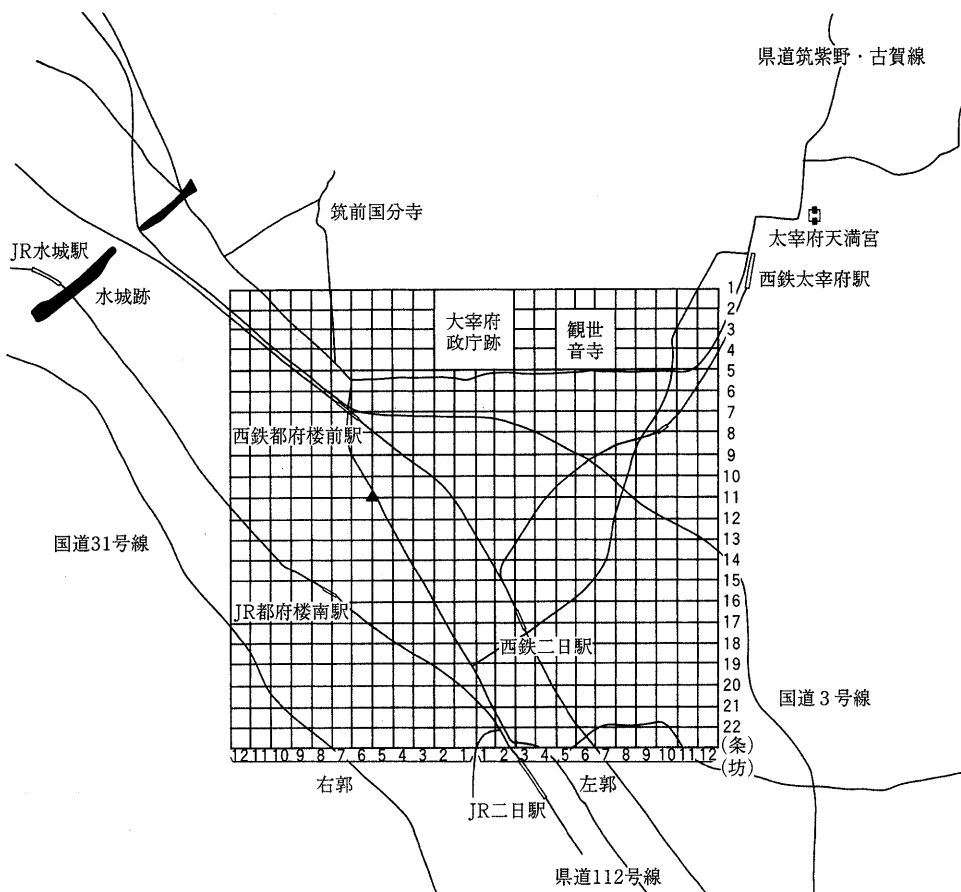 県道筑紫野・古賀線
筑前国分寺
太宰府天満宮
JR水城駅
水城跡
西鉄太宰府駅
大宰府
政庁跡
観世
音寺
1
2
3
4
5
6
7
8
9
10
11
12
13
14
15
16
17
18
19
20
21
22
(条)
(坊)
西鉄都府楼前駅
国道31号線
JR都府楼南駅
西鉄二日駅
国道3号線
12 11 10 9 8 7 6 5 4 3 2 1 1 2 3 4 5 6 7 8 9 10 11 12
右郭
左郭
JR二日駅
県道112号線